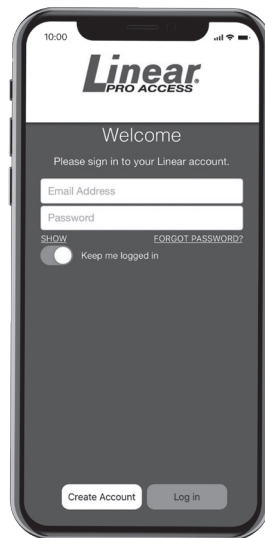 10:00
Linear
PRO ACCESS
Welcome
Please sign in to your Linear account.
Email Address
Password
SHOW FORGOT PASSWORD?
Keep me logged in
Create Account Log in